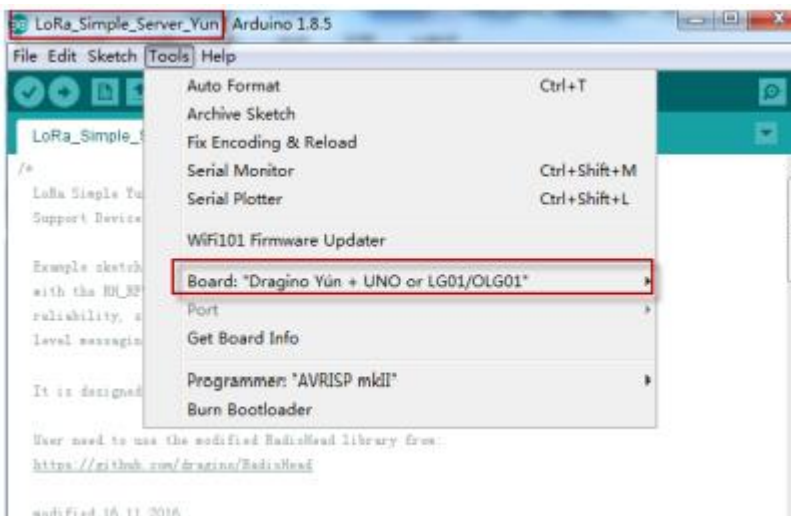 LoRa_Simple_Server_Yun Arduino 1.8.5
File Edit Sketch Tools Help
Auto Format Ctrl+T
Archive Sketch
LoRa_Simple_
Fix Encoding & Reload
/*
Serial Monitor Ctrl+Shift+M
LoRa Simple Yu
Serial Plotter Ctrl+Shift+L
Support Device
WiFi101 Firmware Updater
Example sketch
Board: "Dragino Yún + UNO or LG01/OLG01"
with the
Port
reliability,
Get Board Info
level messagin
Programmer: "AVRISP mkII"
It is designed
Burn Bootloader
User need to use the modified RadioHead library from:
https://github.com/dragino/RadioHead
modified 16 11 2016